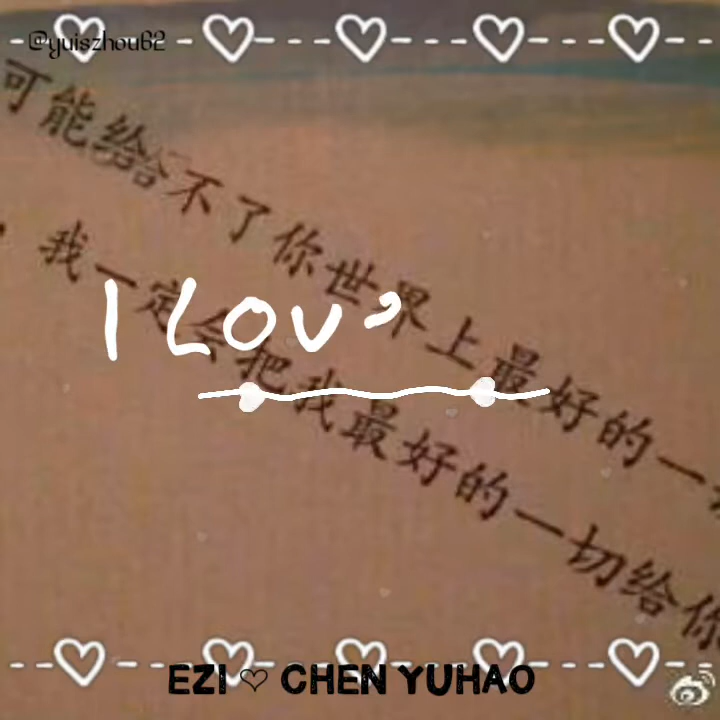 @yuiszhou62
可能给不了你世界上最好的一
，我一定会把我最好的一切给你
I LOV
EZI ♡ CHEN YUHAO